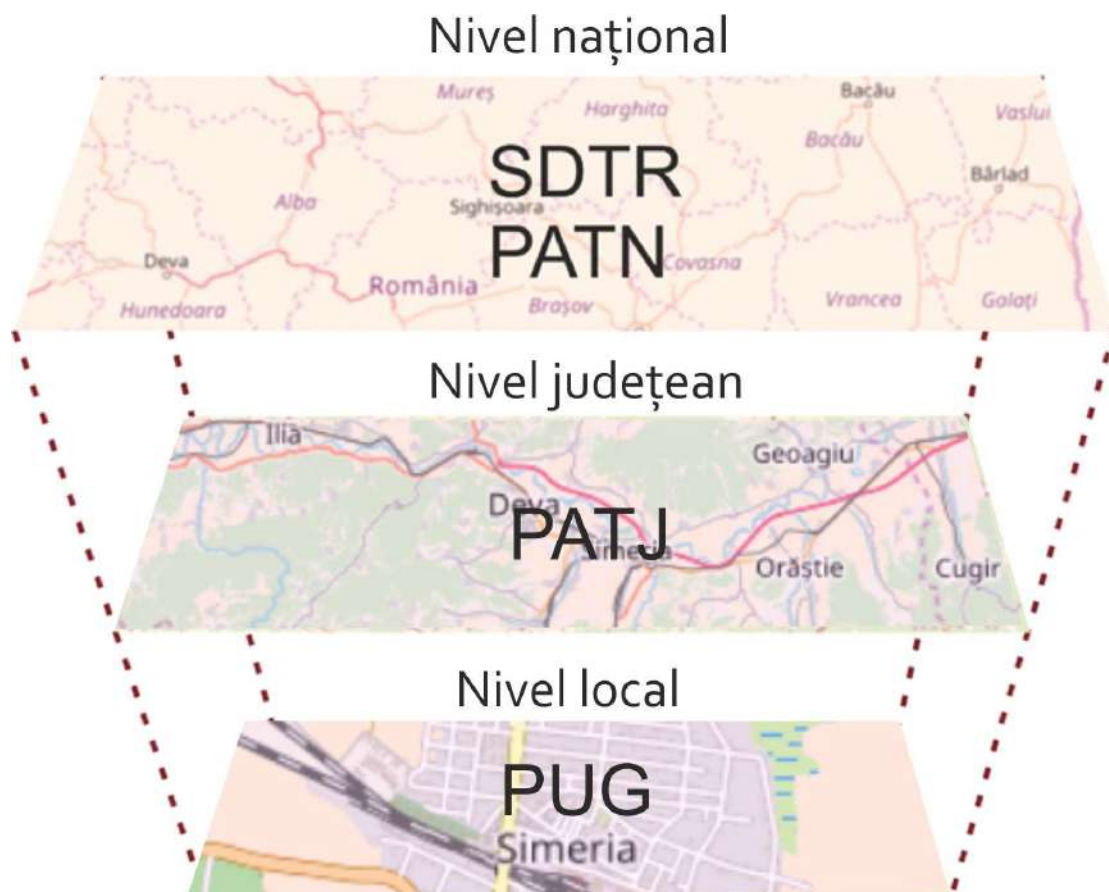 Nivel național
Mureș
Harghita
Bacău
Vaslui
Bacău
SDTR
Bârlad
Alba
Sighișoara
PATN
Deva
Covasna
România
Hunedoara
Brașov
Vrancea
Galați
Nivel județean
Ilia
Geoagiu
Deva
PATJ
Simeria
Orăștie
Cugir
Nivel local
PUG
Simeria